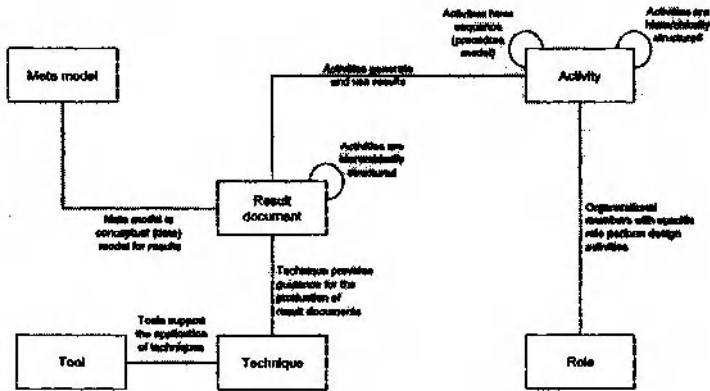 Activities have
sequence
(procedure
model)
Activities are
hierarchically
structured
Meta model
Activity
Activities generate
and use results
Activities are
hierarchically
structured
Result
document
Meta model is
conceptual (data)
model for results
Organizational
members with specific
role perform design
activities
Technique provides
guidance for the
production of
result documents
Tools support
the application
of techniques
Tool
Technique
Role